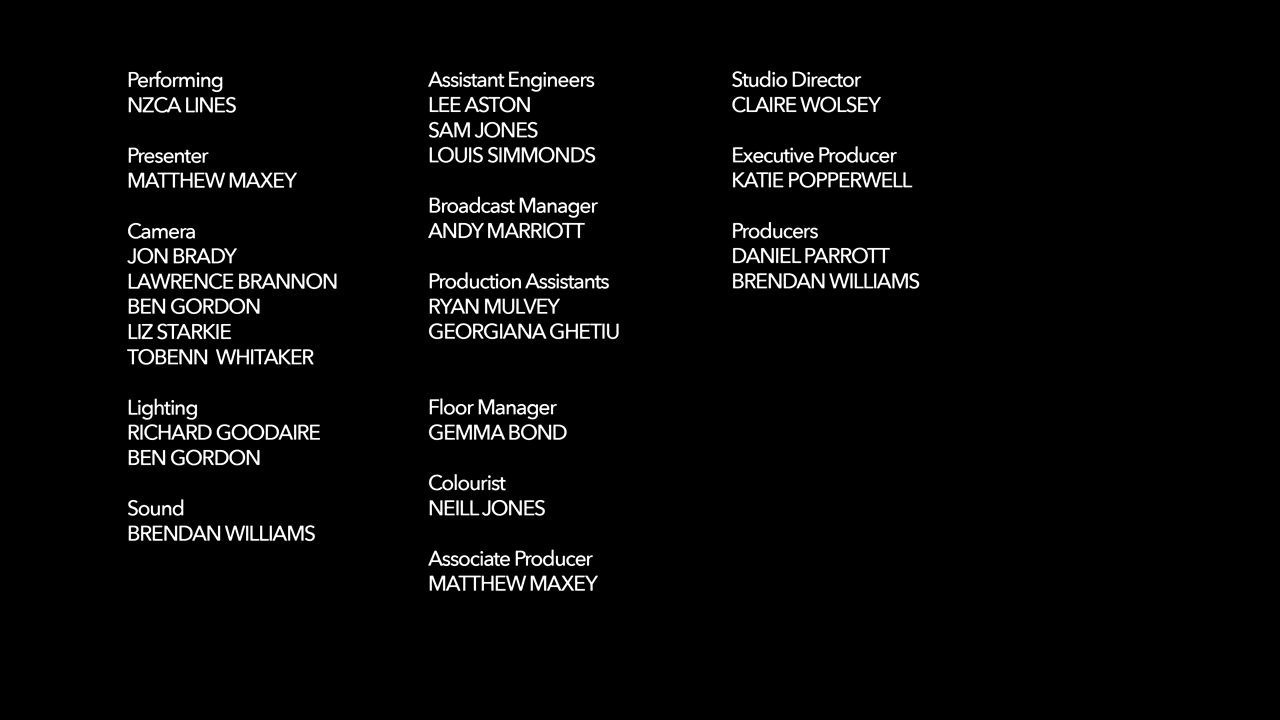 Performing
NZCA LINES
Presenter
MATTHEW MAXEY
Camera
JON BRADY
LAWRENCE BRANNON
BEN GORDON
LIZ STARKIE
TOBENN WHITAKER
Lighting
RICHARD GOODAIRE
BEN GORDON
Sound
BRENDAN WILLIAMS
Assistant Engineers
LEE ASTON
SAM JONES
LOUIS SIMMONDS
Broadcast Manager
ANDY MARRIOTT
Production Assistants
RYAN MULVEY
GEORGIANA GHETIU
Floor Manager
GEMMA BOND
Colourist
NEILL JONES
Associate Producer
MATTHEW MAXEY
Studio Director
CLAIRE WOLSEY
Executive Producer
KATIE POPPERWELL
Producers
DANIEL PARROTT
BRENDAN WILLIAMS